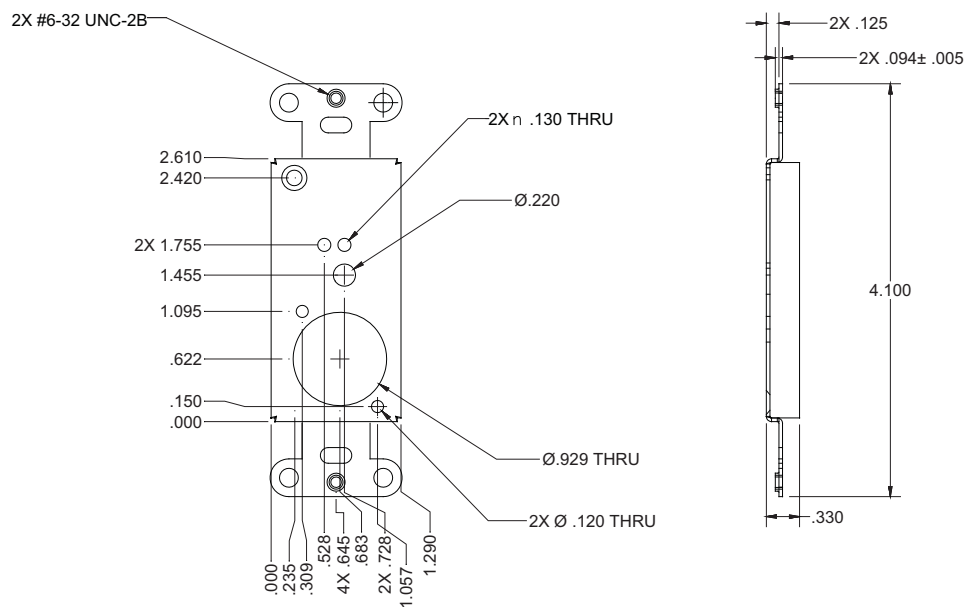 2X #6-32 UNC-2B
2X .125
2X .094± .005
2X n .130 THRU
2.610
2.420
Ø.220
2X 1.755
1.455
4.100
1.095
.622
.150
.000
Ø.929 THRU
2X Ø .120 THRU
.330
.000
.235
.309
.528
4X .645
.683
2X .728
1.057
1.290